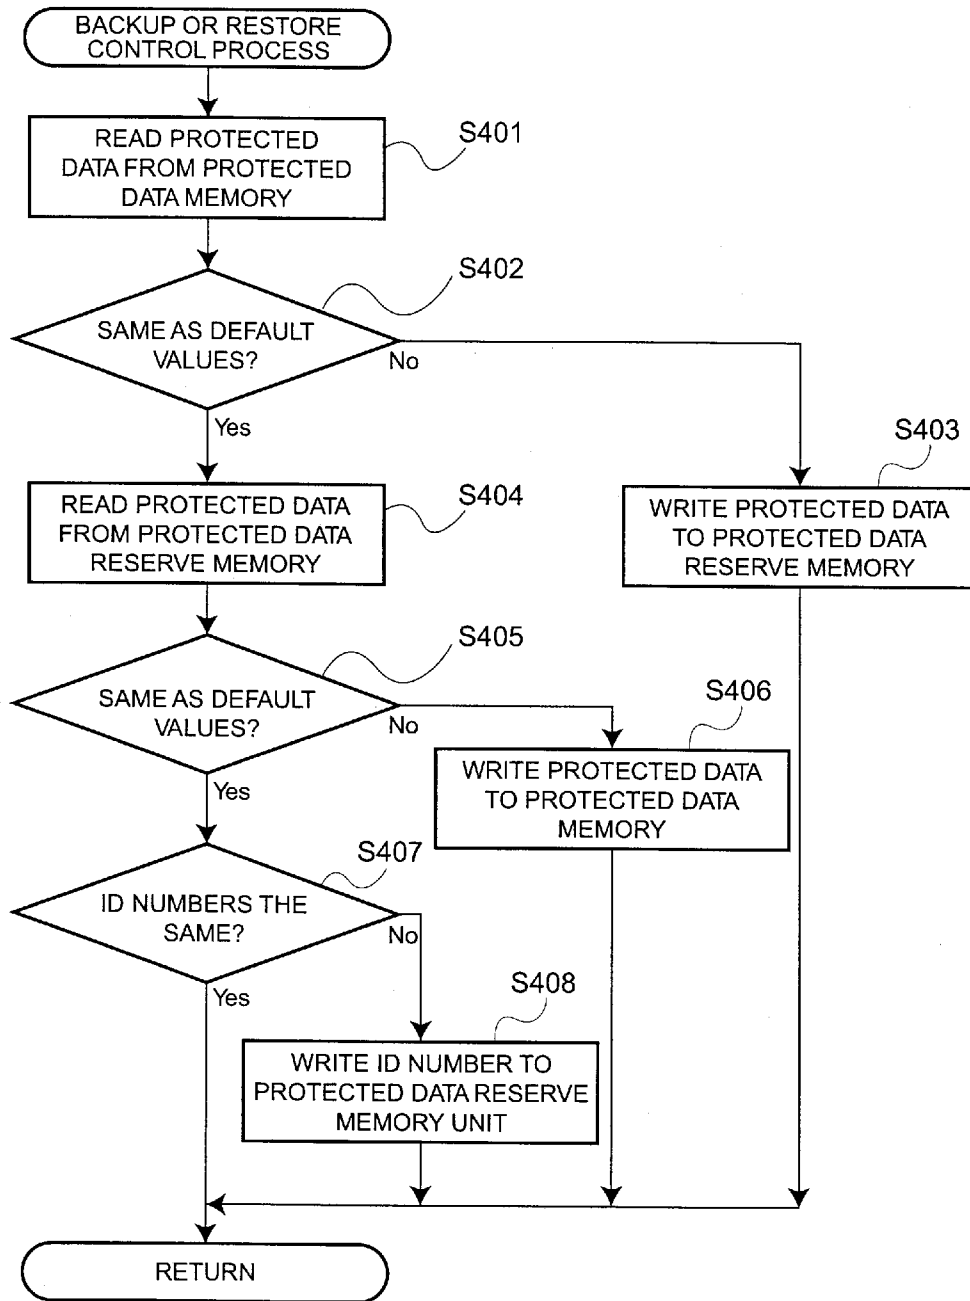 BACKUP OR RESTORE
CONTROL PROCESS
READ PROTECTED
DATA FROM PROTECTED
DATA MEMORY
S401
SAME AS DEFAULT
VALUES?
S402
No
Yes
S403
WRITE PROTECTED DATA
TO PROTECTED DATA
RESERVE MEMORY
READ PROTECTED DATA
FROM PROTECTED DATA
RESERVE MEMORY
S404
SAME AS DEFAULT
VALUES?
S405
No
Yes
S406
WRITE PROTECTED DATA
TO PROTECTED DATA
MEMORY
S407
ID NUMBERS THE
SAME?
No
Yes
S408
WRITE ID NUMBER TO
PROTECTED DATA RESERVE
MEMORY UNIT
RETURN